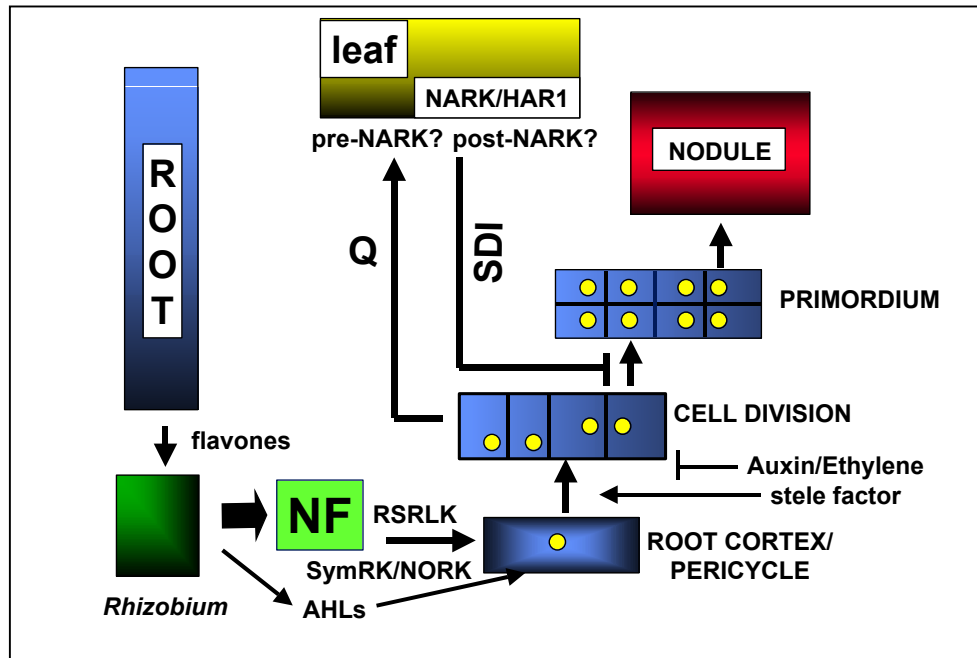 leaf
NARK/HAR1
pre-NARK? post-NARK?
ROOT
NODULE
Q
SDI
PRIMORDIUM
CELL DIVISION
flavones
Auxin/Ethylene
stele factor
NF
RSRLK
SymRK/NORK
ROOT CORTEX/
PERICYCLE
Rhizobium
AHLs